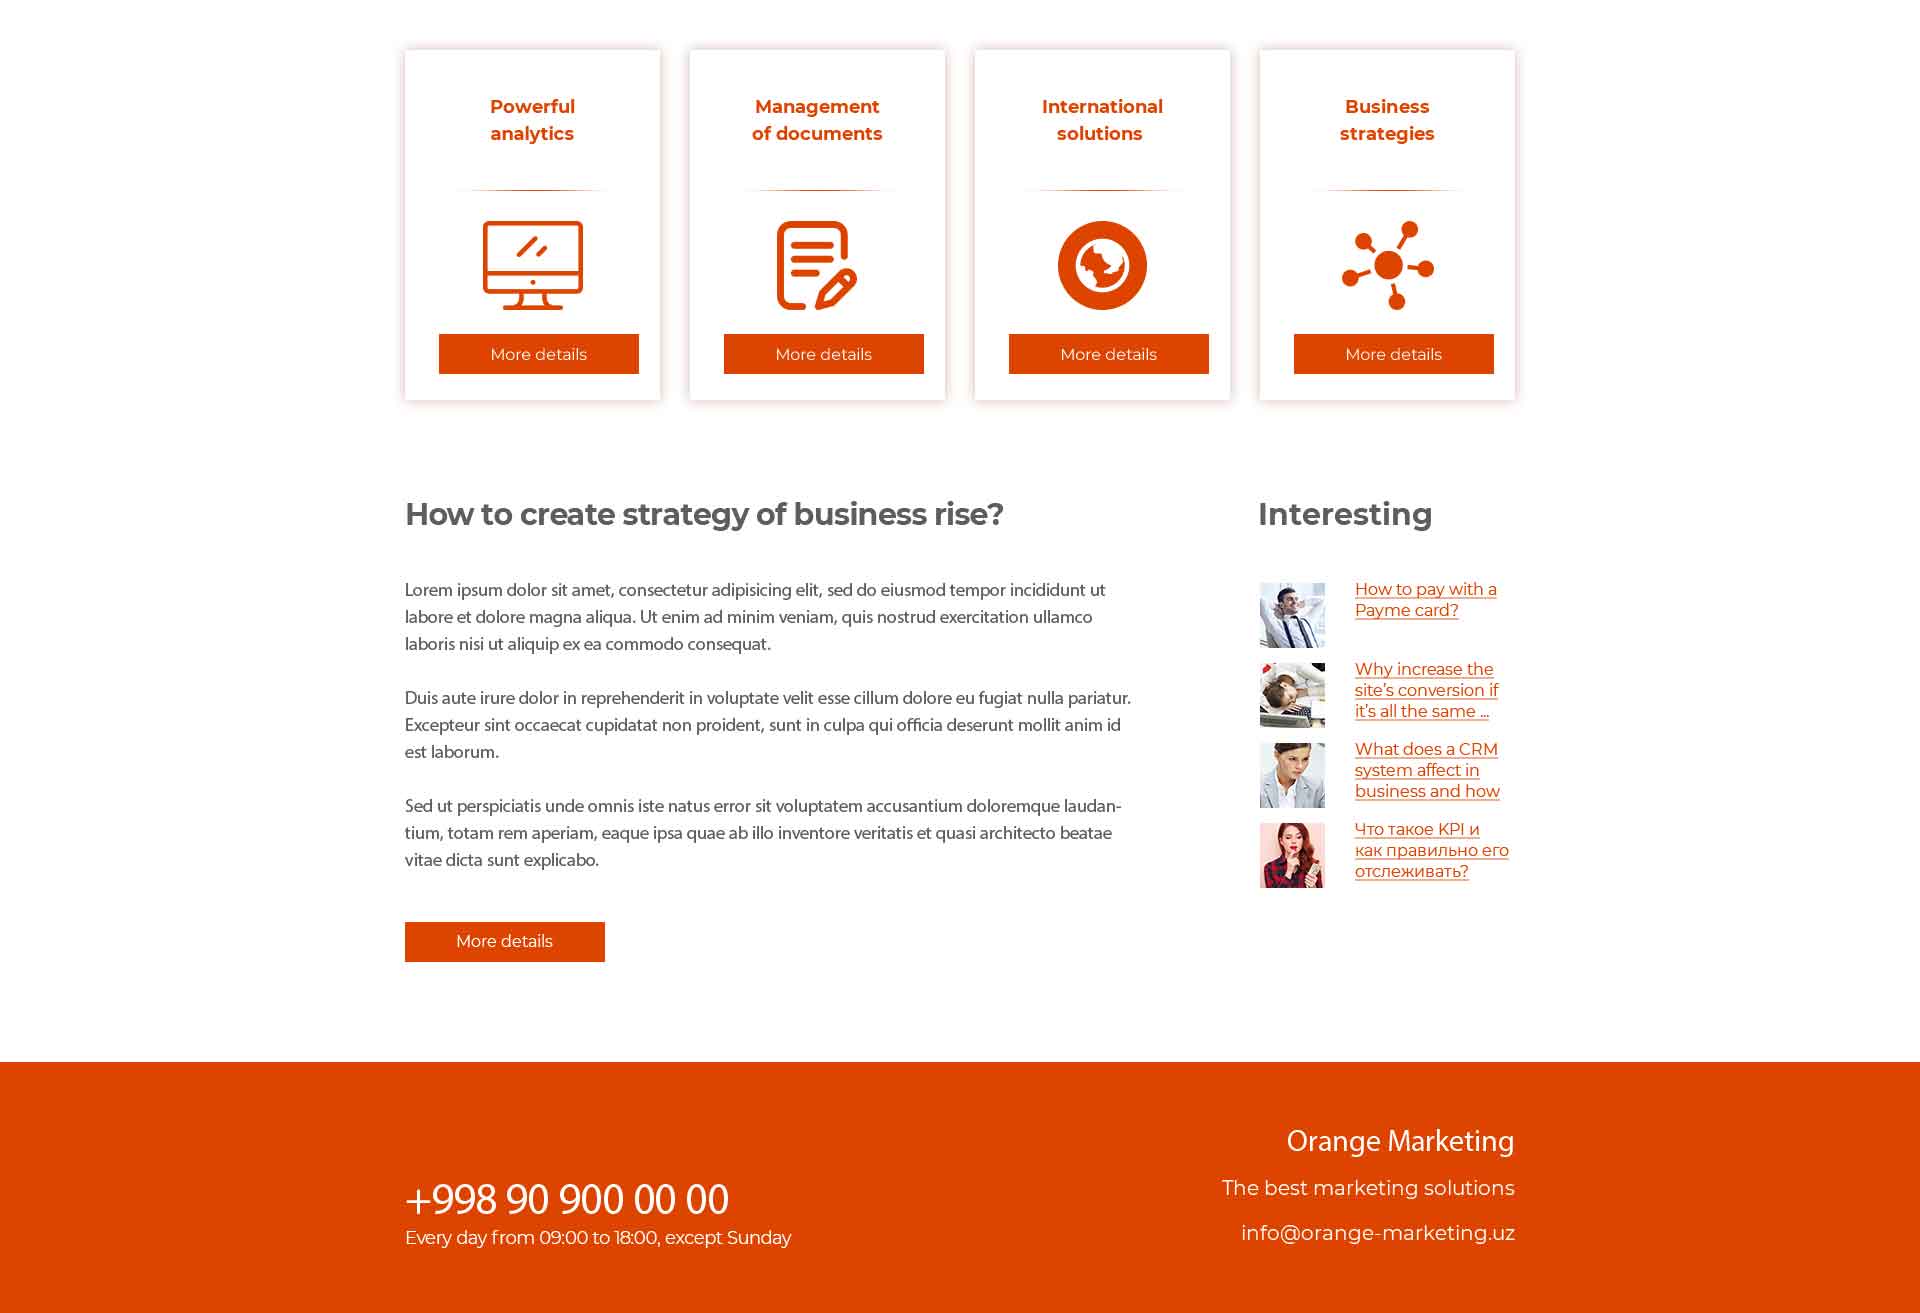 Powerful
analytics
More details
Management
of documents
More details
International
solutions
More details
Business
strategies
More details
How to create strategy of business rise?
Lorem ipsum dolor sit amet, consectetur adipisicing elit, sed do eiusmod tempor incididunt ut
labore et dolore magna aliqua. Ut enim ad minim veniam, quis nostrud exercitation ullamco
laboris nisi ut aliquip ex ea commodo consequat.
Duis aute irure dolor in reprehenderit in voluptate velit esse cillum dolore eu fugiat nulla pariatur.
Excepteur sint occaecat cupidatat non proident, sunt in culpa qui officia deserunt mollit anim id
est laborum.
Sed ut perspiciatis unde omnis iste natus error sit voluptatem accusantium doloremque laudan-
tium, totam rem aperiam, eaque ipsa quae ab illo inventore veritatis et quasi architecto beatae
vitae dicta sunt explicabo.
More details
Interesting
How to pay with a
Payme card?
Why increase the
site's conversion if
it's all the same ...
What does a CRM
system affect in
business and how
Что такое KPI и
как правильно его
отслеживать?
+998 90 900 00 00
Every day from 09:00 to 18:00, except Sunday
Orange Marketing
The best marketing solutions
info@orange-marketing.uz